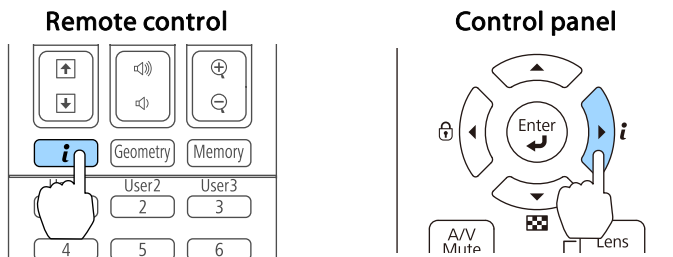 Remote control
Control panel
i
Geometry
Memory
User2
User3
2
3
4
5
6
Enter
i
A/V
Mute
Lens